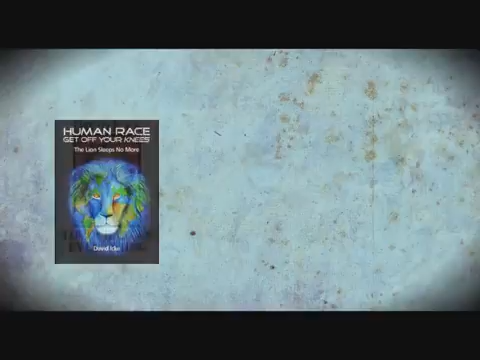 HUMAN RACE
GET OFF YOUR KNEES
The Lion Sleeps No More
David Icke